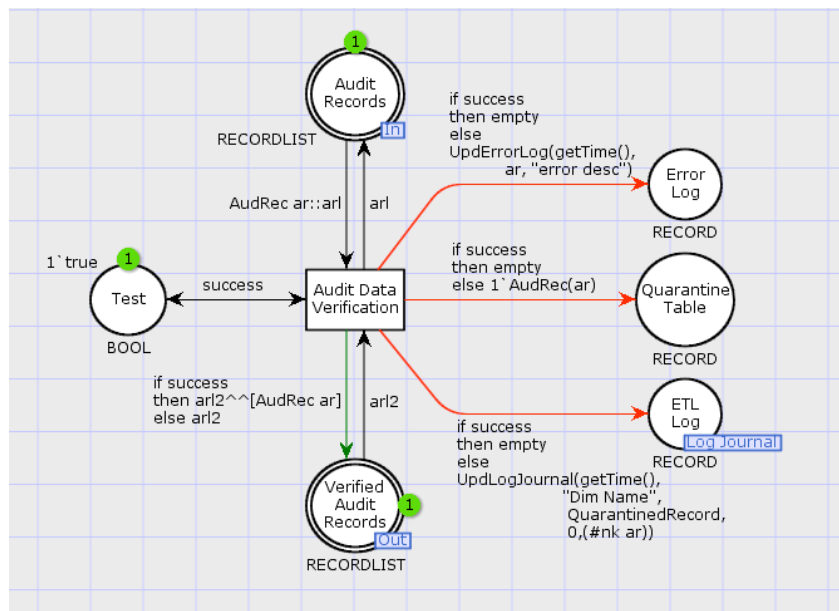 1
Audit
Records
In
RECORDLIST
if success
then empty
else
UpdErrorLog(getTime(),
ar, "error desc")
Error
Log
RECORD
AudRec ar::arl
arl
1`true
1
Test
BOOL
success
Audit Data
Verification
if success
then empty
else 1`AudRec(ar)
Quarantine
Table
RECORD
if success
then arl2^^[AudRec ar]
else arl2
arl2
ETL
Log
Log Journal
RECORD
if success
then empty
else
UpdLogJournal(getTime(),
"Dim Name",
QuarantinedRecord,
0,(#nk ar))
Verified
Audit
Records
1
Out
RECORDLIST